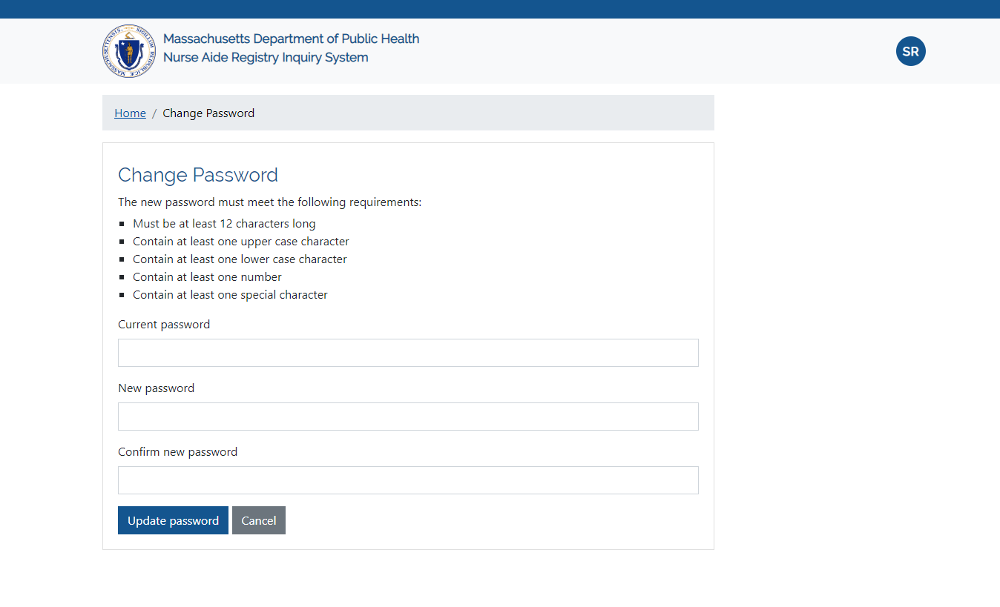 Massachusetts Department of Public Health
Nurse Aide Registry Inquiry System
SR
Home / Change Password
Change Password
The new password must meet the following requirements:
Must be at least 12 characters long
Contain at least one upper case character
Contain at least one lower case character
Contain at least one number
Contain at least one special character
Current password
New password
Confirm new password
Update password Cancel